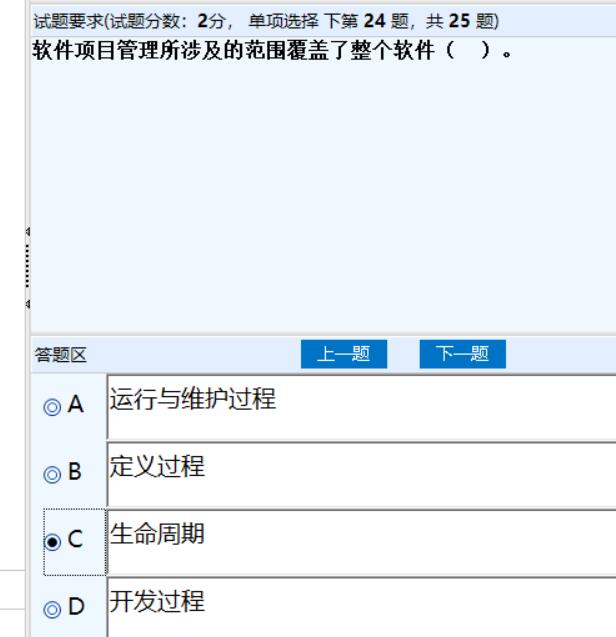 试题要求(试题分数：2分， 单项选择 下第 24 题，共 25 题)
软件项目管理所涉及的范围覆盖了整个软件（　）。
答题区 上一题 下一题
A 运行与维护过程
B 定义过程
C 生命周期
D 开发过程